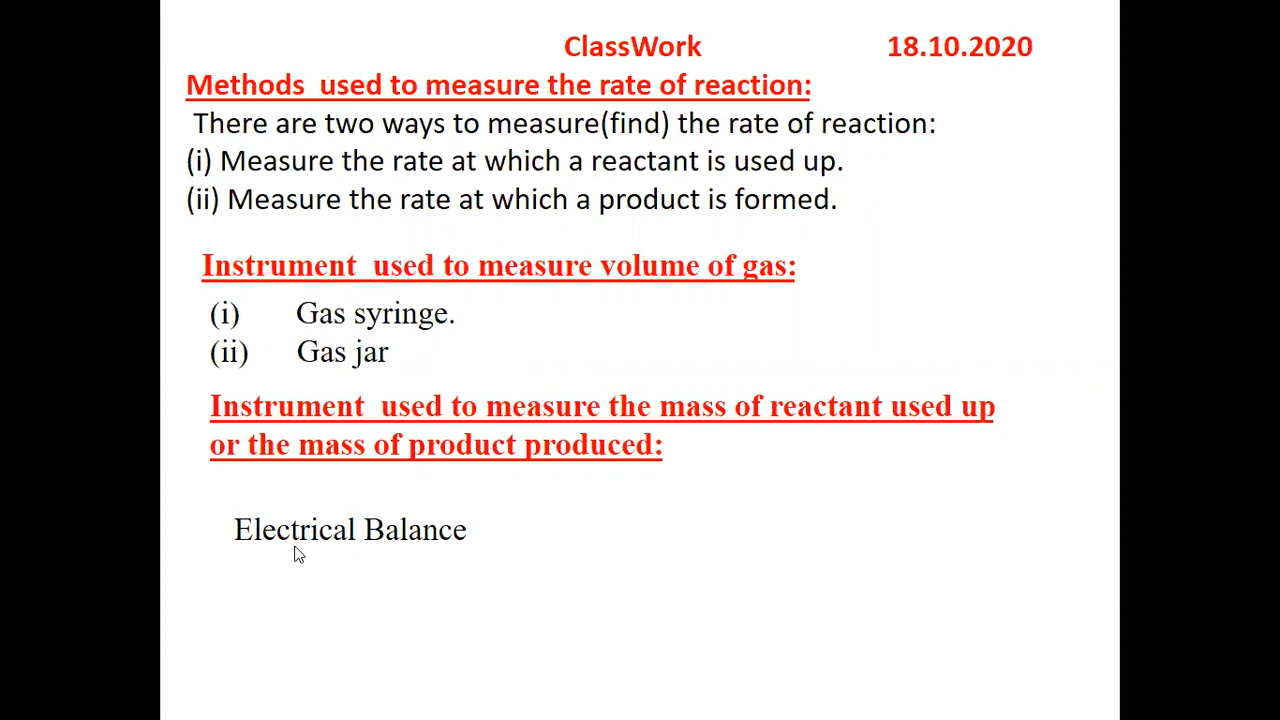 ClassWork 18.10.2020
Methods used to measure the rate of reaction:
There are two ways to measure(find) the rate of reaction:
(i) Measure the rate at which a reactant is used up.
(ii) Measure the rate at which a product is formed.
Instrument used to measure volume of gas:
(i) Gas syringe.
(ii) Gas jar
Instrument used to measure the mass of reactant used up
or the mass of product produced:
Electrical Balance